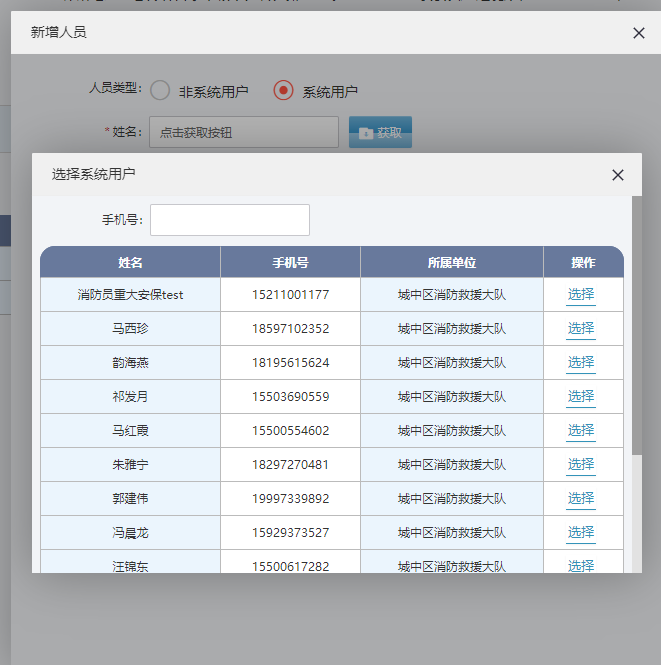 新增人员
人员类型： 非系统用户 系统用户
*姓名： 点击获取按钮 获取
选择系统用户
手机号：
姓名 手机号 所属单位 操作
消防员重大安保test 15211001177 城中区消防救援大队 选择
马西珍 18597102352 城中区消防救援大队 选择
韵海燕 18195615624 城中区消防救援大队 选择
祁发月 15503690559 城中区消防救援大队 选择
马红霞 15500554602 城中区消防救援大队 选择
朱雅宁 18297270481 城中区消防救援大队 选择
郭建伟 19997339892 城中区消防救援大队 选择
冯晨龙 15929373527 城中区消防救援大队 选择
汪锦东 15500617282 城中区消防救援大队 选择